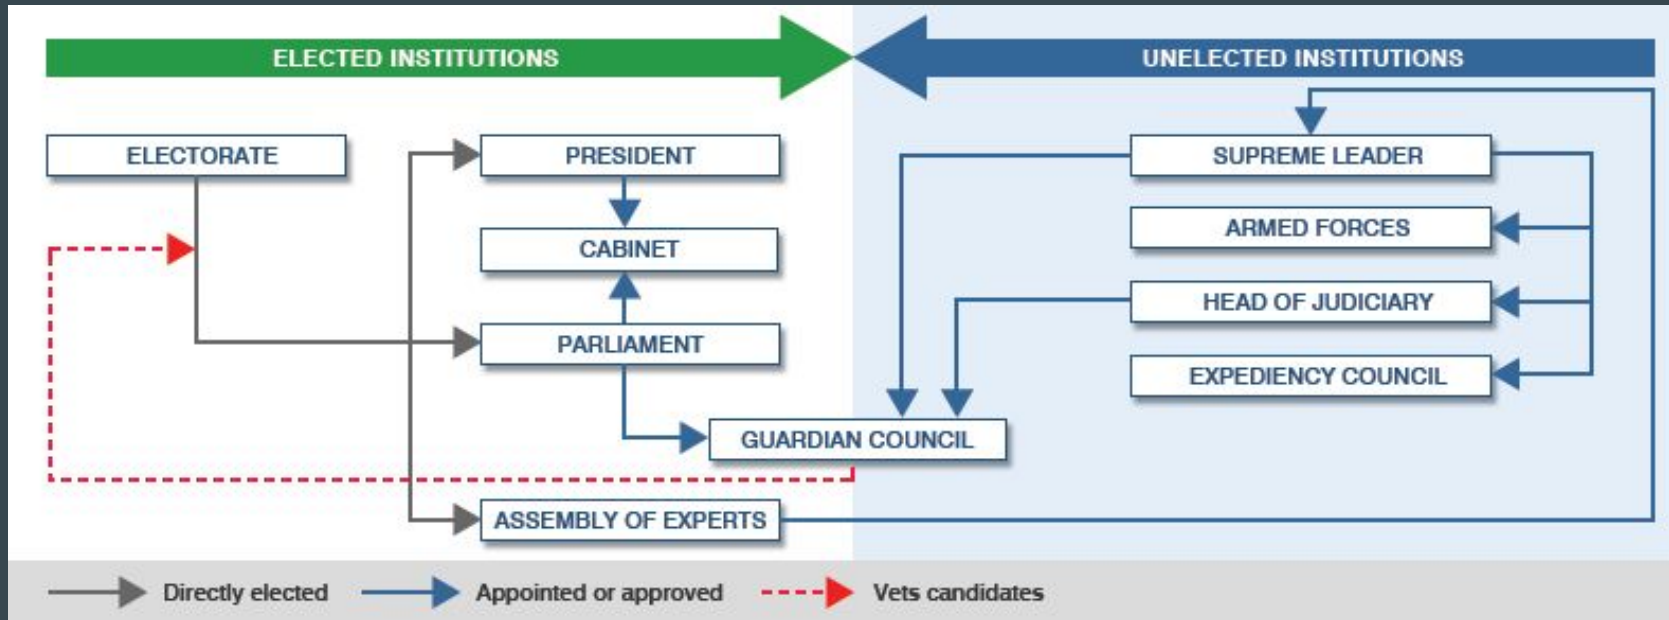 ELECTED INSTITUTIONS
UNELECTED INSTITUTIONS
ELECTORATE
PRESIDENT
SUPREME LEADER
CABINET
ARMED FORCES
PARLIAMENT
HEAD OF JUDICIARY
EXPEDIENCY COUNCIL
GUARDIAN COUNCIL
ASSEMBLY OF EXPERTS
Directly elected
Appointed or approved
Vets candidates